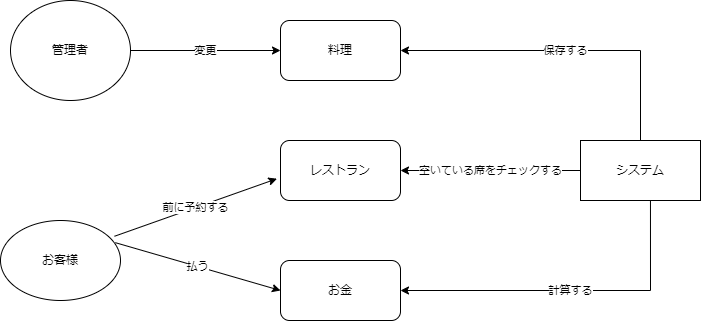 管理者
変更
料理
保存する
レストラン
空いている席をチェックする
システム
前に予約する
お客様
払う
お金
計算する